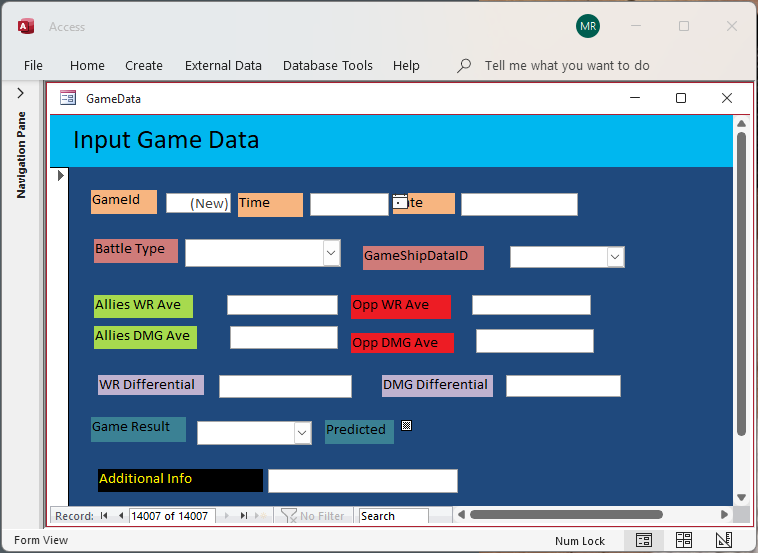 Access
MR
File Home Create External Data Database Tools Help Tell me what you want to do
GameData
Navigation Pane
Input Game Data
GameId (New) Time
Battle Type GameShipDataID
Allies WR Ave Opp WR Ave
Allies DMG Ave Opp DMG Ave
WR Differential DMG Differential
Game Result Predicted
Additional Info
Record: 14007 of 14007 No Filter Search
Form View Num Lock